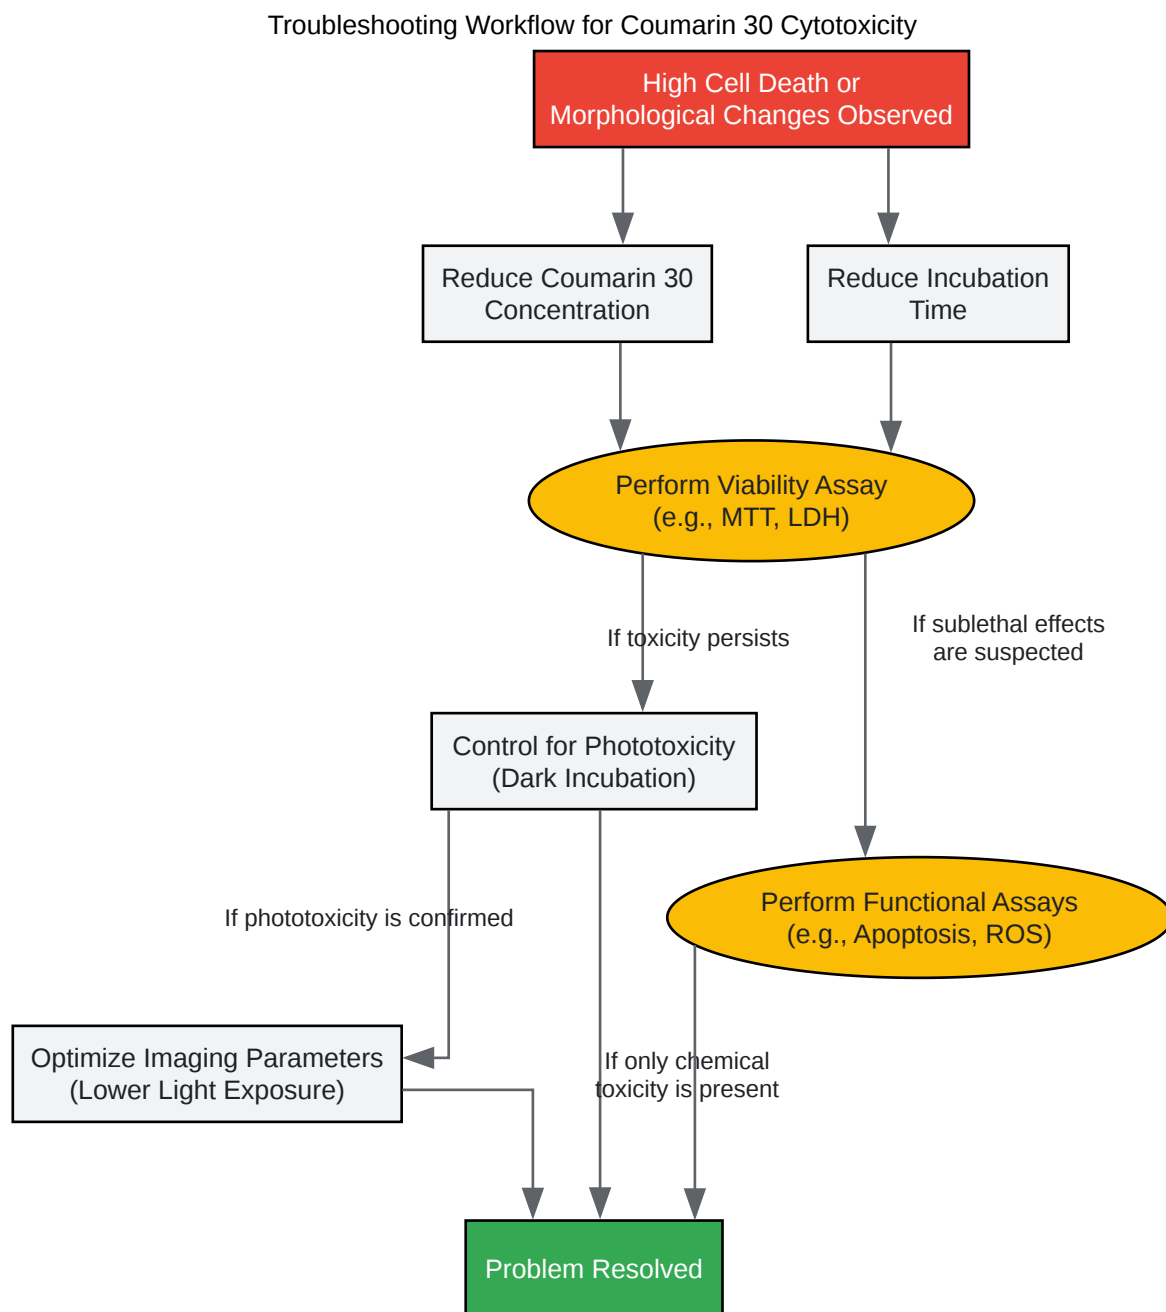 Troubleshooting Workflow for Coumarin 30 Cytotoxicity
High Cell Death or
Morphological Changes Observed
Reduce Coumarin 30
Concentration
Reduce Incubation
Time
Perform Viability Assay
(e.g., MTT, LDH)
If toxicity persists
If sublethal effects
are suspected
Control for Phototoxicity
(Dark Incubation)
If phototoxicity is confirmed
Perform Functional Assays
(e.g., Apoptosis, ROS)
Optimize Imaging Parameters
(Lower Light Exposure)
If only chemical
toxicity is present
Problem Resolved